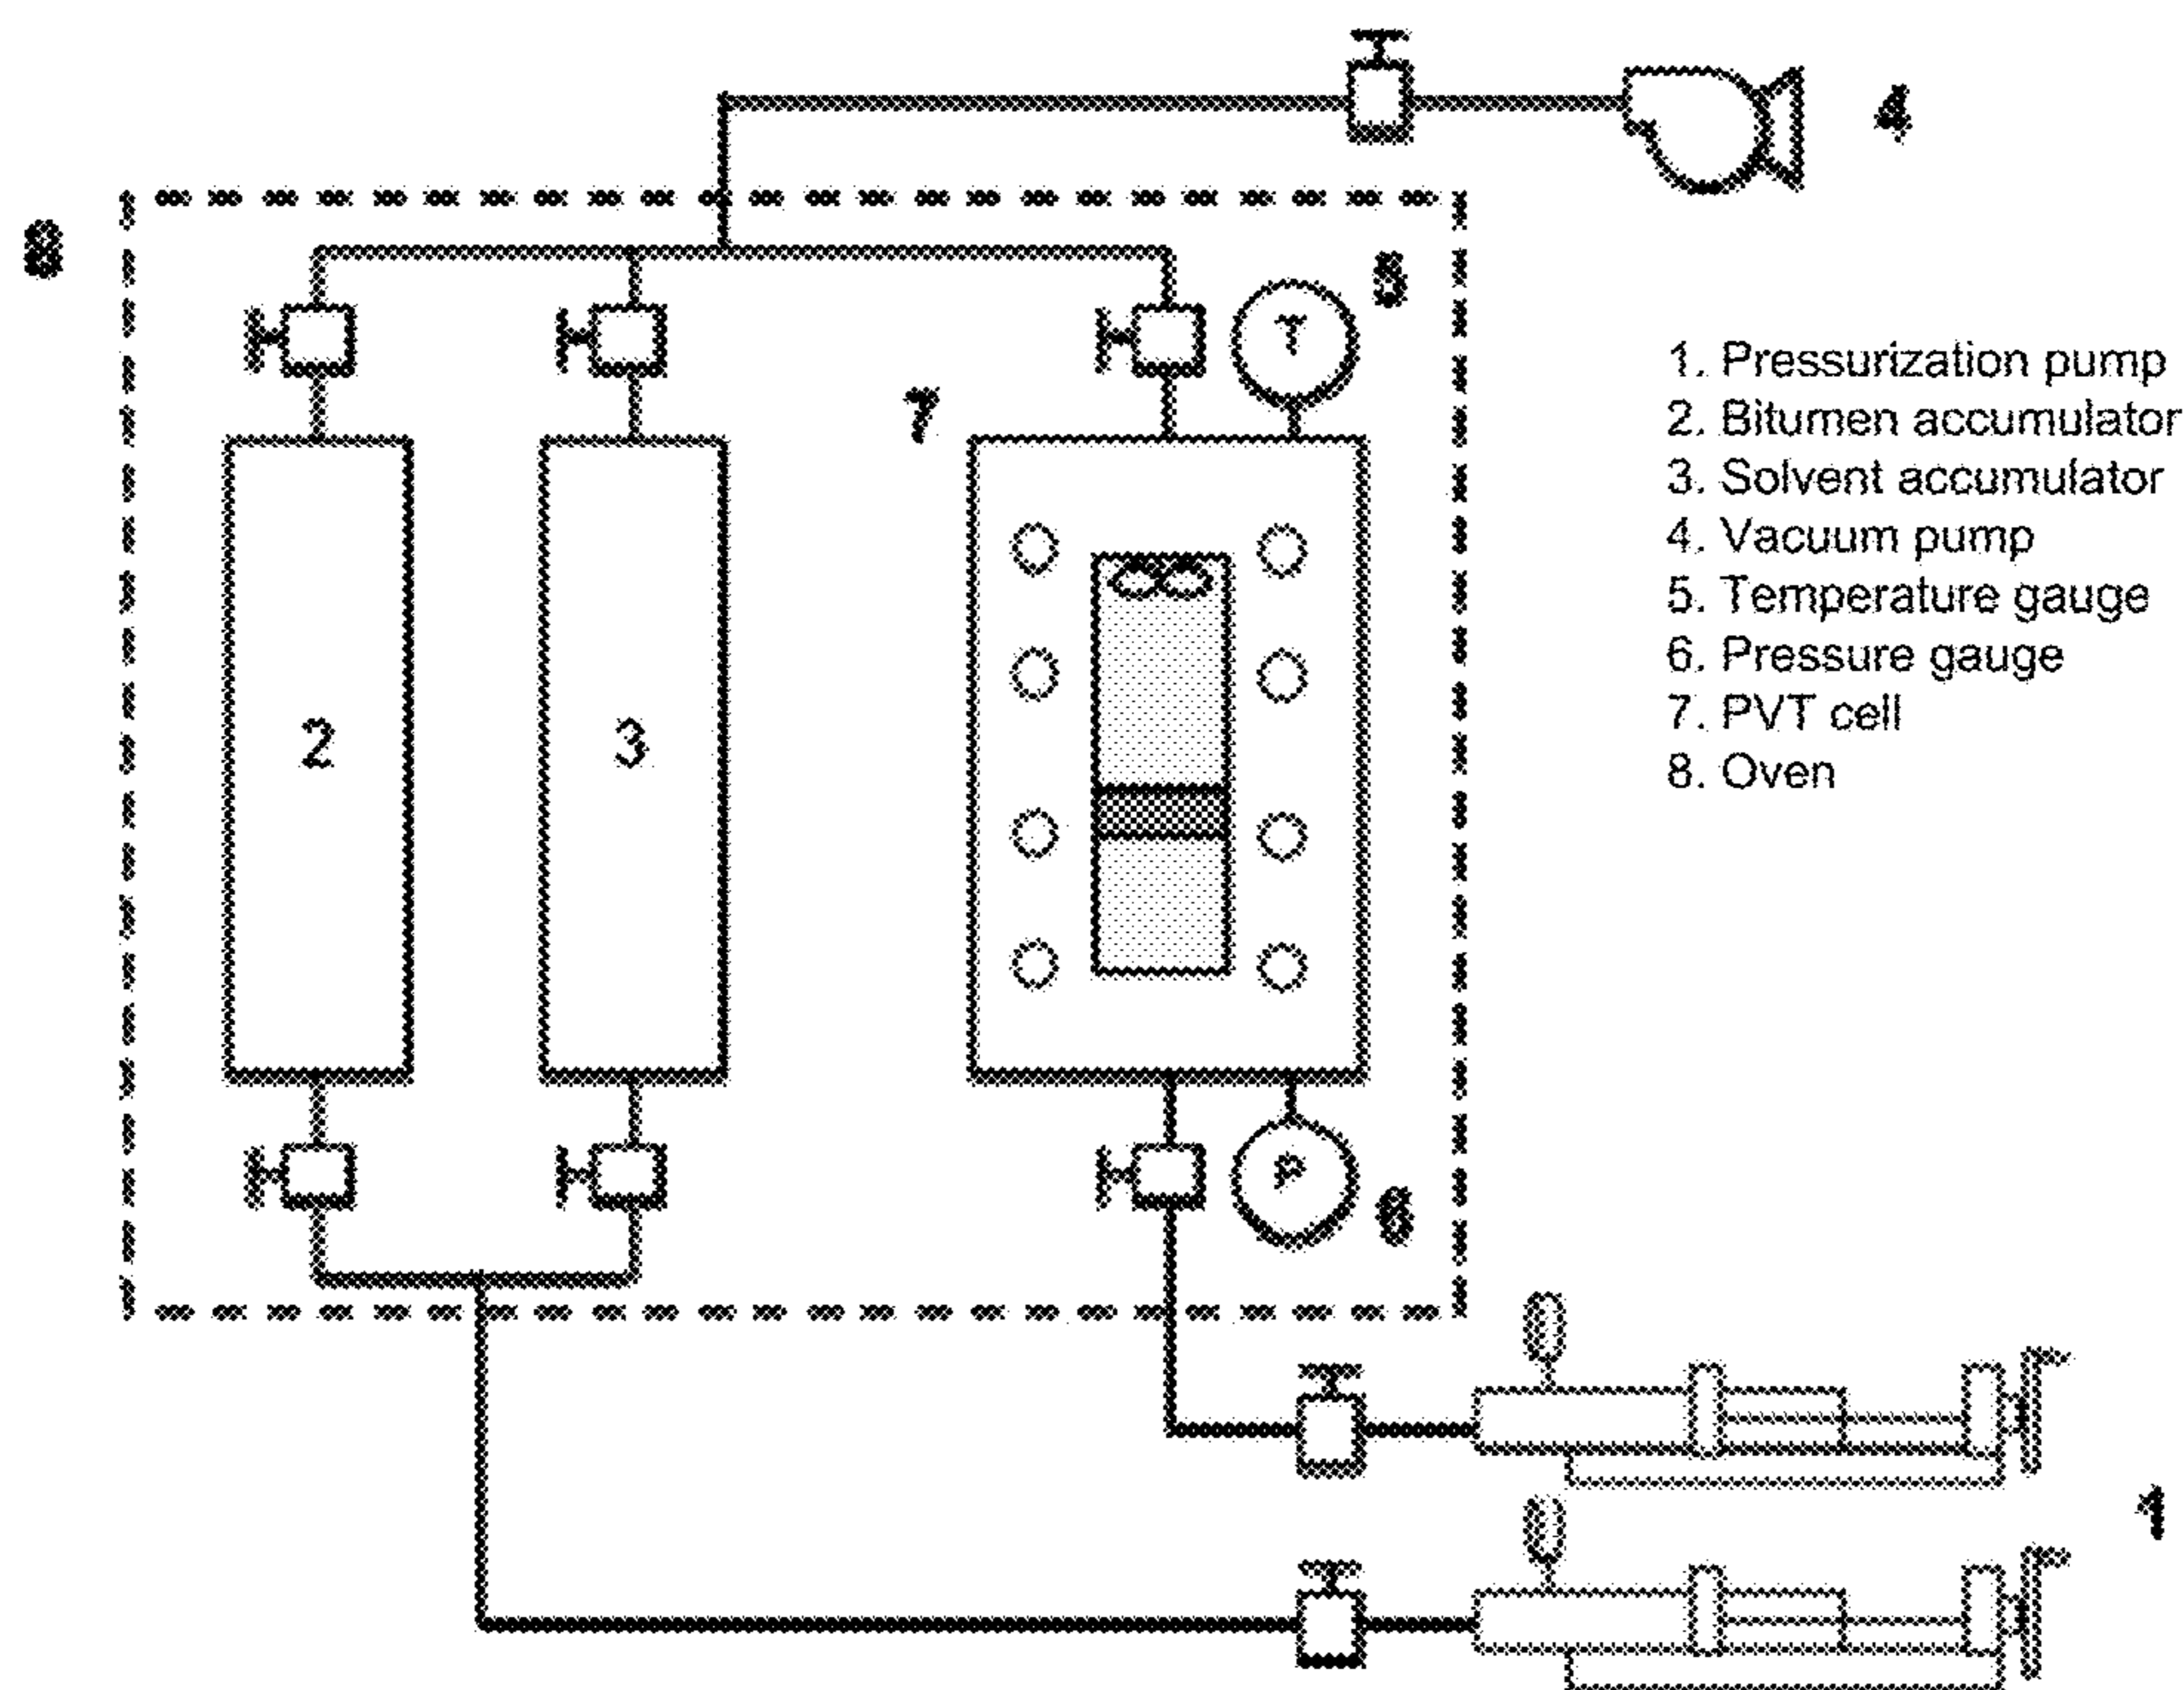 4
8
5
T
7
1. Pressurization pump
2. Bitumen accumulator
3. Solvent accumulator
4. Vacuum pump
5. Temperature gauge
6. Pressure gauge
7. PVT cell
8. Oven
2
3
P
6
1